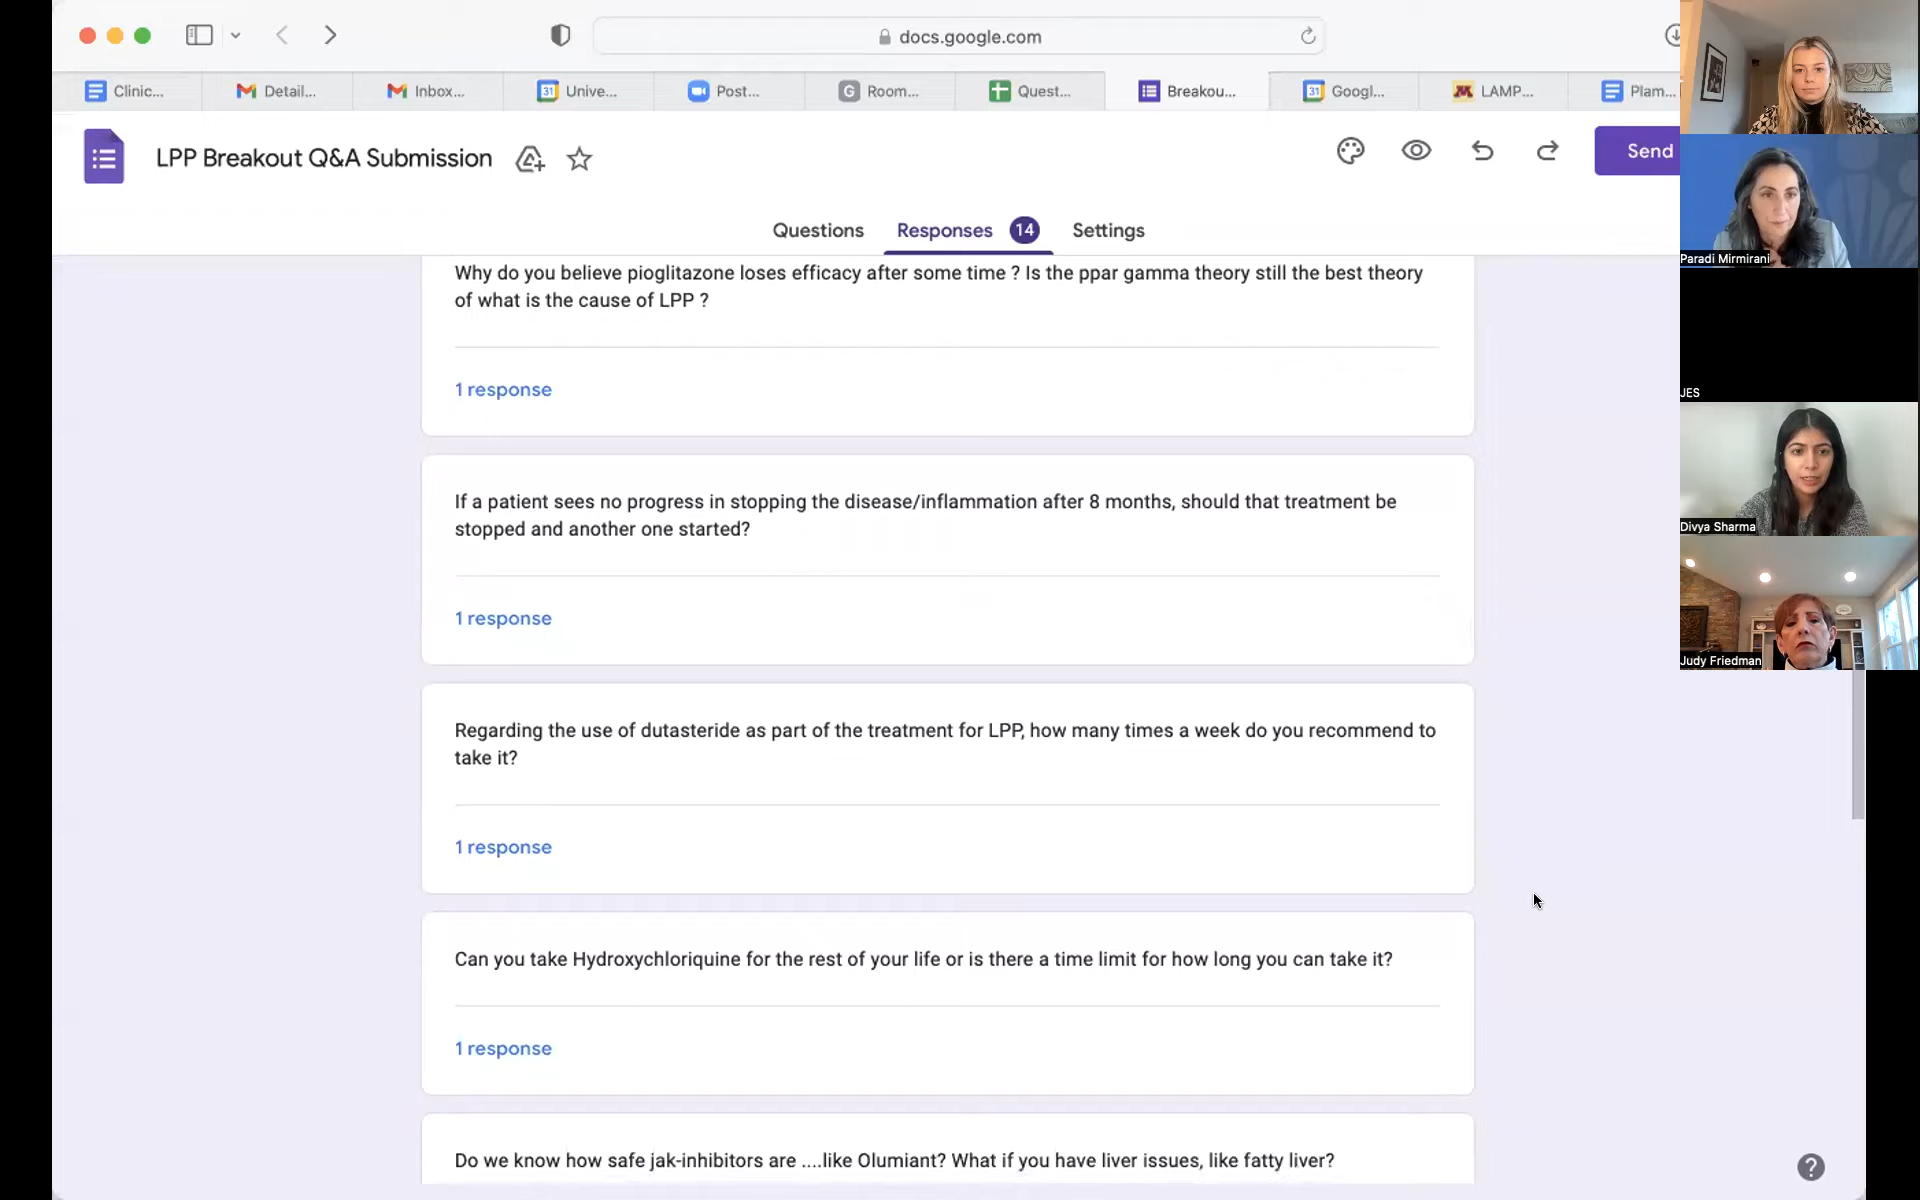 docs.google.com
Clinic...
Detail...
Inbox...
31
Unive...
Post...
G
Room...
Quest...
Breakou...
31
Googl...
M
LAMP...
Plam...
LPP Breakout Q&A Submission
Send
Questions
Responses
14
Settings
Why do you believe pioglitazone loses efficacy after some time ? Is the ppar gamma theory still the best theory
of what is the cause of LPP ?
1 response
If a patient sees no progress in stopping the disease/inflammation after 8 months, should that treatment be
stopped and another one started?
1 response
Regarding the use of dutasteride as part of the treatment for LPP, how many times a week do you recommend to
take it?
1 response
Can you take Hydroxychloriquine for the rest of your life or is there a time limit for how long you can take it?
1 response
Do we know how safe jak-inhibitors are ....like Olumiant? What if you have liver issues, like fatty liver?
Paradi Mirmirani
JES
Divya Sharma
Judy Friedman